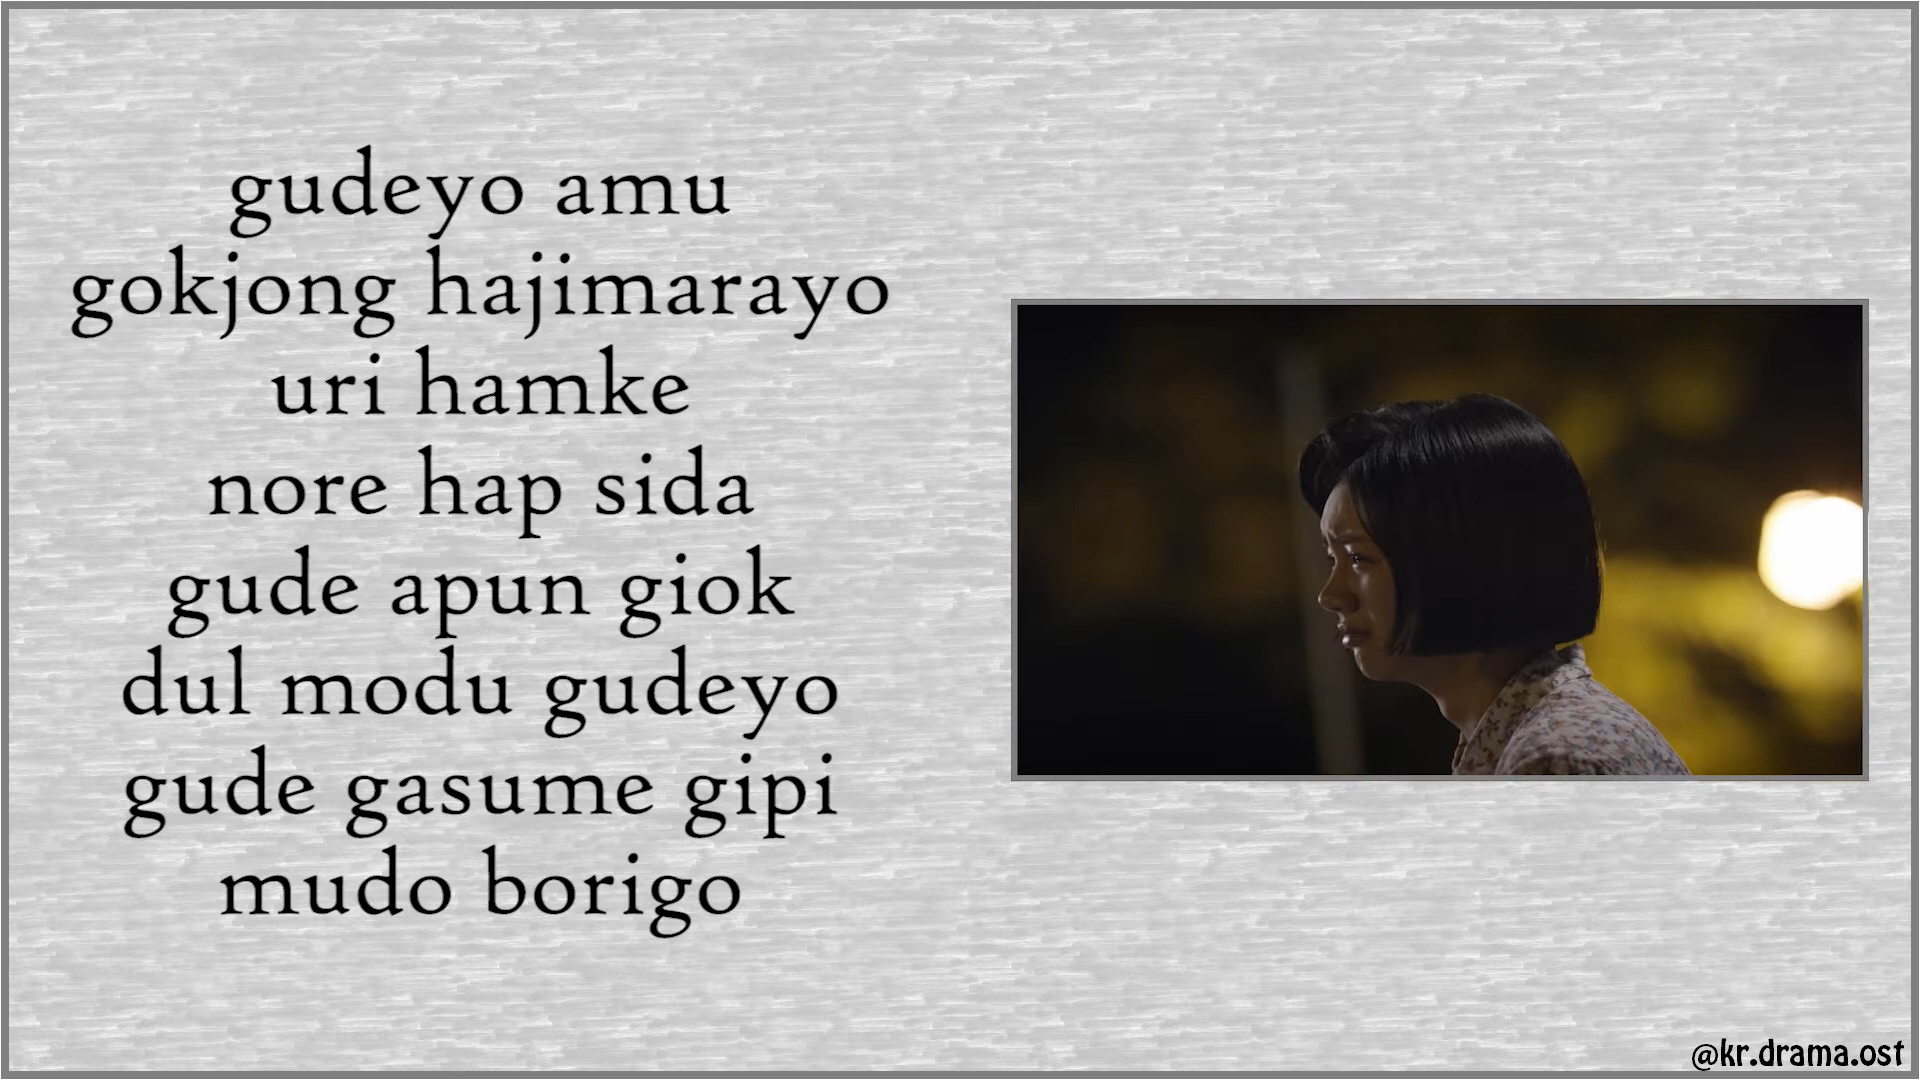 gudeyo amu
gokjong hajimarayo
uri hamke
nore hap sida
gude apun giok
dul modu gudeyo
gude gasume gipi
mudo borigo
@kr.drama.ost